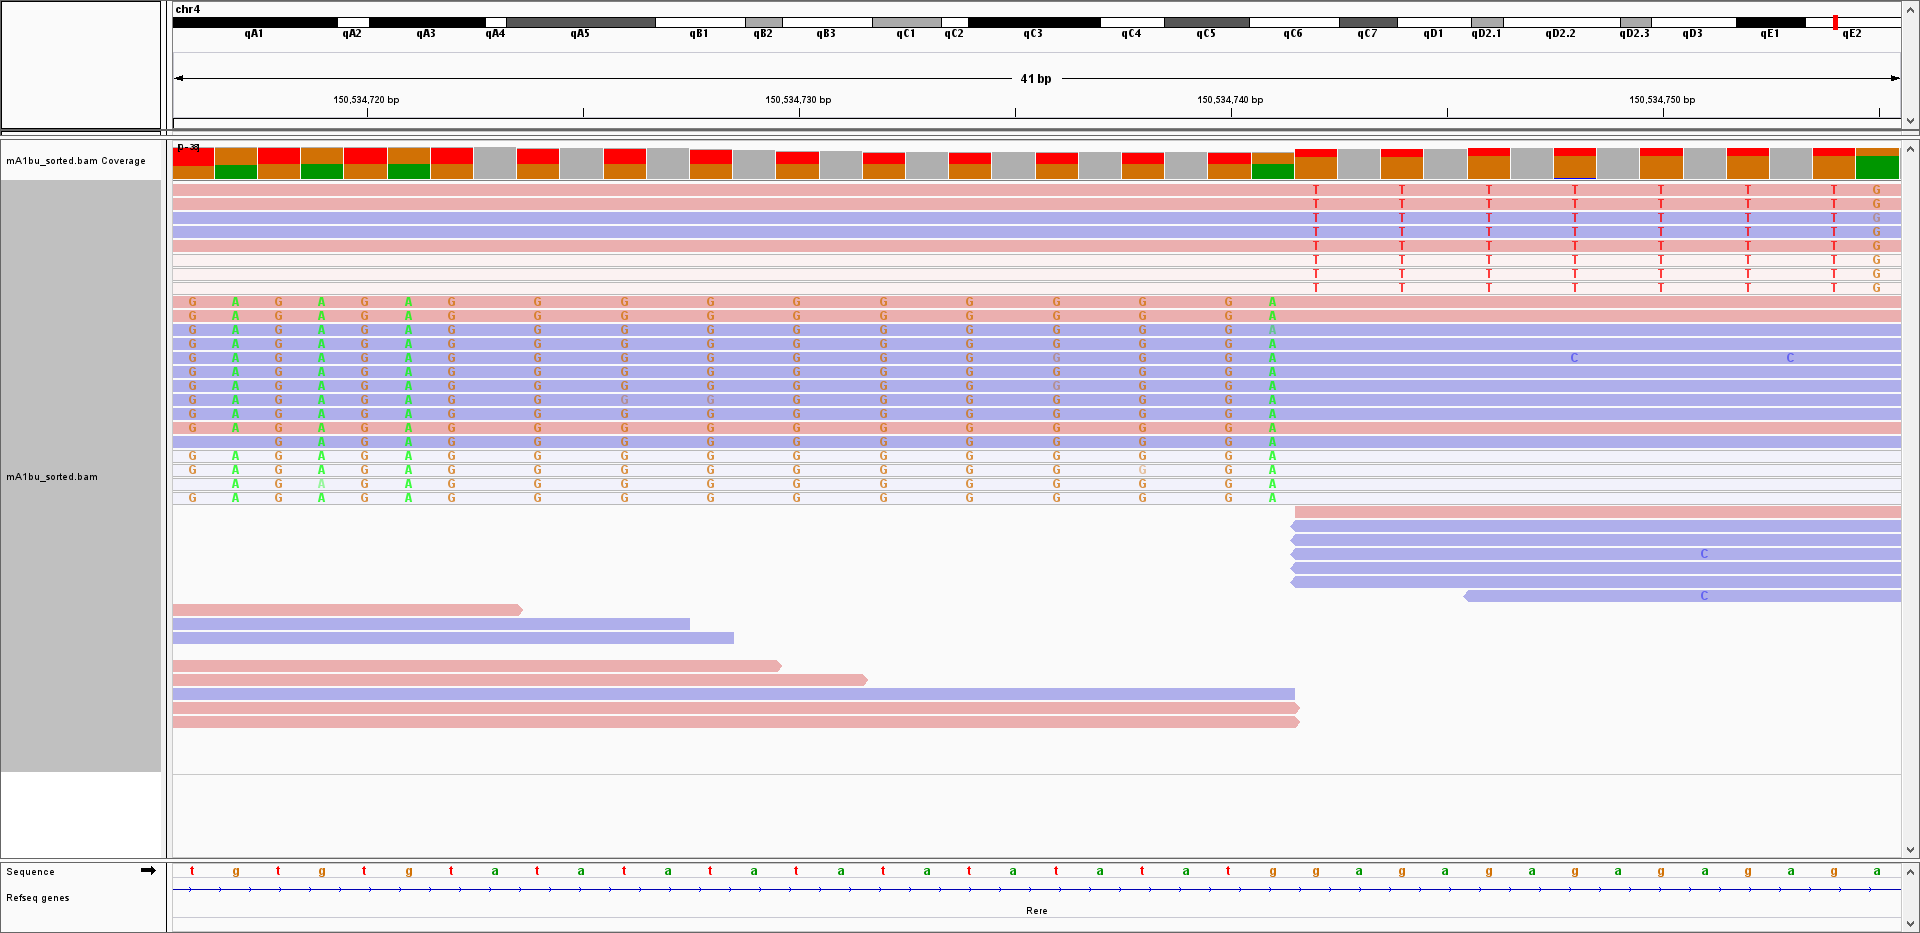 chr4
qA1 qA2 qA3 qA4 qA5 qB1 qB2 qB3 qC1 qC2 qC3 qC4 qC5 qC6 qC7 qD1 qD2.1 qD2.2 qD2.3 qD3 qE1 qE2
41 bp
150,534,720 bp 150,534,730 bp 150,534,740 bp 150,534,750 bp
mA1bu_sorted.bam Coverage
T T T T T T T G
T T T T T T T G
T T T T T T T G
T T T T T T T G
T T T T T T T G
T T T T T T T G
T T T T T T T G
T T T T T T T G
G A G A G A G G G G G G G G G G A
G A G A G A G G G G G G G G G G A
G A G A G A G G G G G G G G G G A
G A G A G A G G G G G G G G G G A
G A G A G A G G G G G G G G G G A C C
G A G A G A G G G G G G G G G G A
G A G A G A G G G G G G G G G G A
G A G A G A G G G G G G G G G G A
G A G A G A G G G G G G G G G G A
G A G A G A G G G G G G G G G G A
G A G A G G G G G G G G G G A
G A G A G A G G G G G G G G G G A
G A G A G A G G G G G G G G G G A
mA1bu_sorted.bam
A G A G A G G G G G G G G G G A
G A G A G A G G G G G G G G G G A
C
C
Sequence t g t g t g t a t a t a t a t a t a t a t a t a t g g a g a g a g a g a g a g a
Refseq genes
Rere